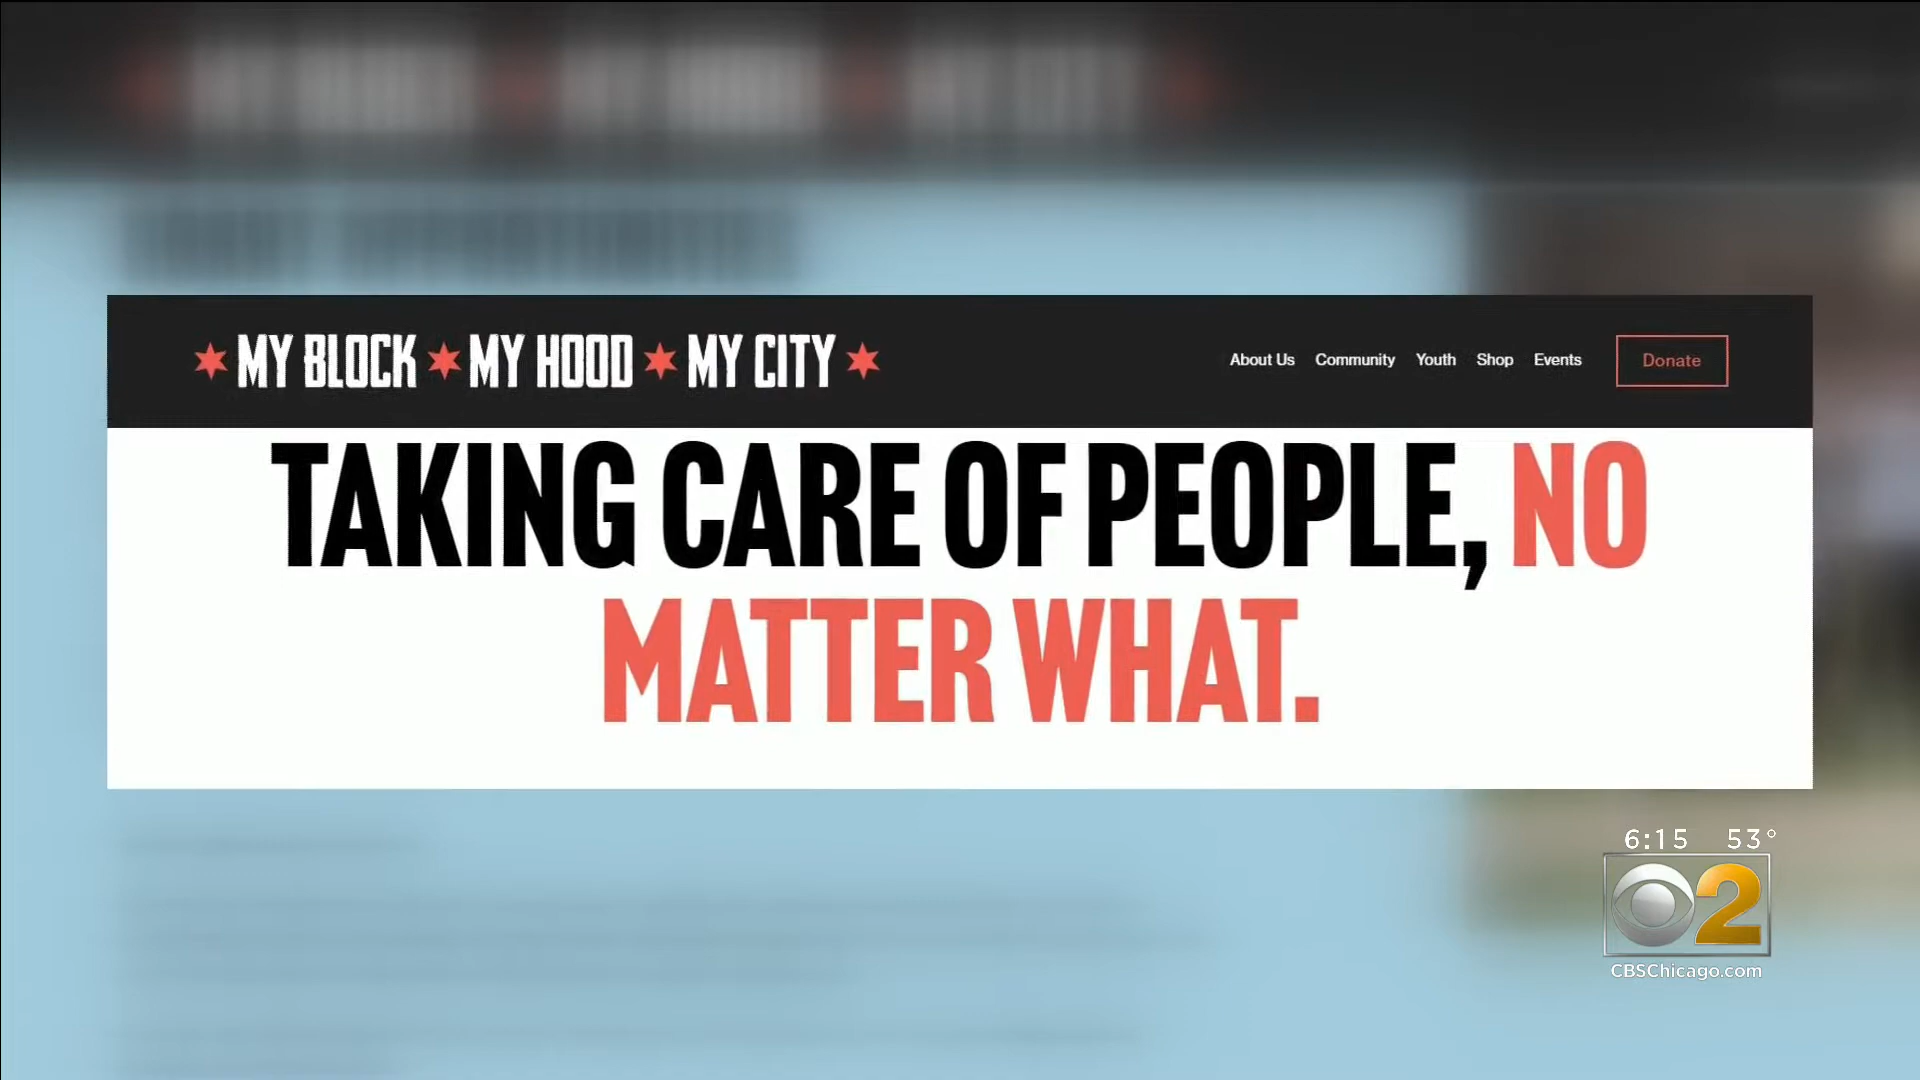 MY BLOCK MY HOOD MY CITY
About Us Community Youth Shop Events Donate
TAKING CARE OF PEOPLE, NO
MATTER WHAT.
6:15 53°
2
CBSChicago.com